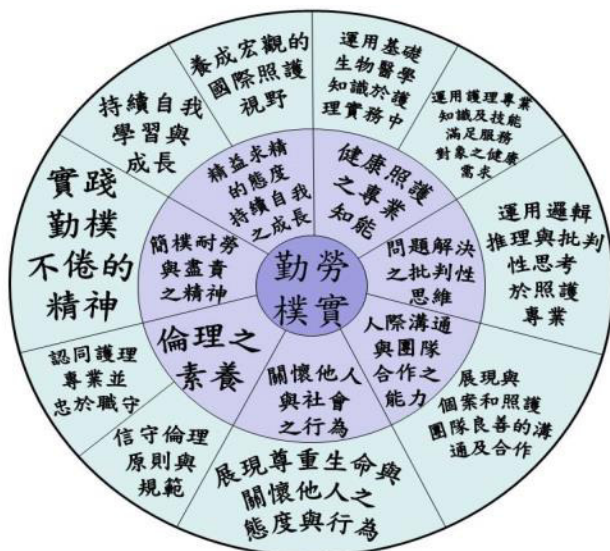 勤勞
樸實
健康照護
之專業
知能
問題解決
之批判性
思維
人際溝通
與團隊
合作之
能力
關懷他人
與社會
之行為
倫理之
素養
簡樸耐勞
與盡責
之精神
精益求精
的態度
持續自我
之成長
運用基礎
生物醫學
知識於護
理實務中
運用護理專業
知識及技能
滿足服務
對象之健康
需求
運用邏輯
推理與批判
性思考
於照護
專業
展現與
個案和照護
團隊良善的溝
通及合作
展現尊重生命與
關懷他人之
態度與行為
信守倫理
原則與
規範
認同護理
專業並
忠於職守
實踐
勤樸
不倦的
精神
持續自我
學習與
成長
養成宏觀的
國際照護
視野